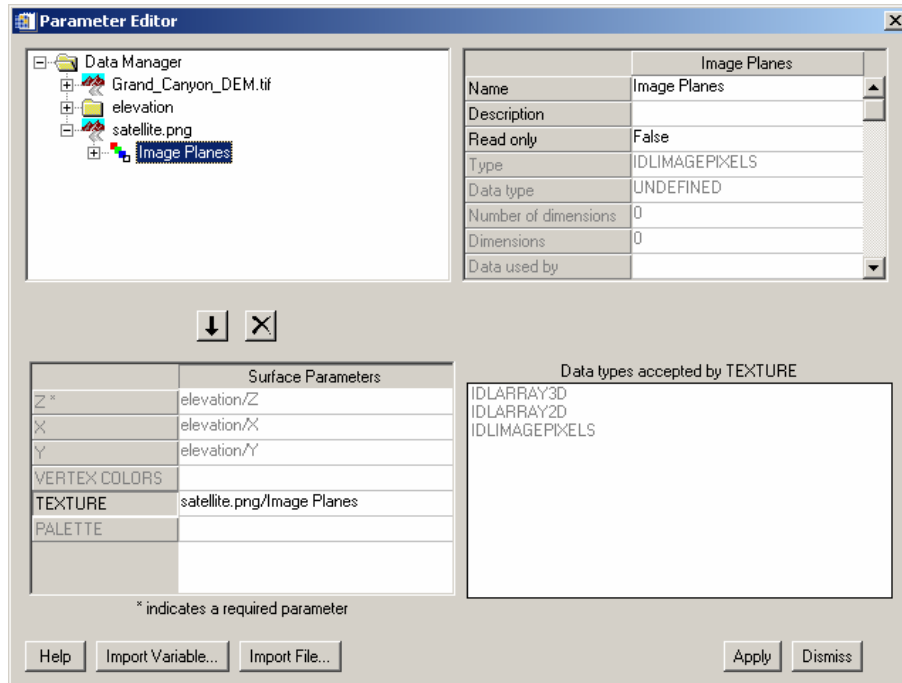 Parameter Editor
Data Manager
Grand_Canyon_DEM.tif
elevation
satellite.png
Image Planes
Image Planes
Name Image Planes
Description
Read only False
Type IDLIMAGEPIXELS
Data type UNDEFINED
Number of dimensions 0
Dimensions 0
Data used by
Surface Parameters
Z * elevation/Z
X elevation/X
Y elevation/Y
VERTEX COLORS
TEXTURE satellite.png/Image Planes
PALETTE
* indicates a required parameter
Data types accepted by TEXTURE
IDLARRAY3D
IDLARRAY2D
IDLIMAGEPIXELS
Help Import Variable... Import File... Apply Dismiss